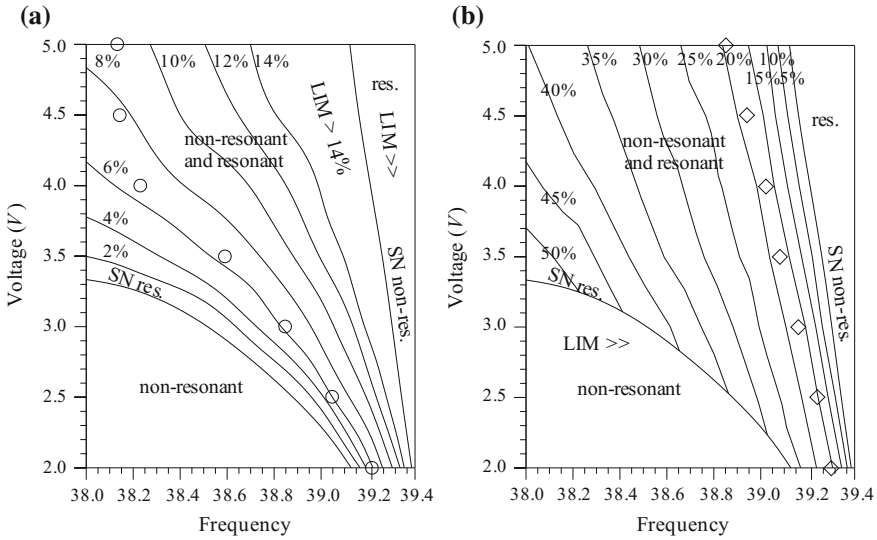 (a)
5.0
8%
10%
12%
14%
res.
4.5
LIM > 14%
LIM >>
non-resonant
and resonant
6%
4.0
4%
3.5
2%
SN res.
SN non-res.
3.0
non-resonant
2.5
2.0
38.0
38.2
38.4
38.6
38.8
39.0
39.2
39.4
Voltage (V)
Frequency
(b)
5.0
35%
30%
25%
20%
10%
15%
5%
40%
4.5
res.
non-resonant
and resonant
4.0
45%
3.5
50%
SN res.
SN non-res.
3.0
LIM >>
non-resonant
2.5
2.0
38.0
38.2
38.4
38.6
38.8
39.0
39.2
39.4
Voltage (V)
Frequency